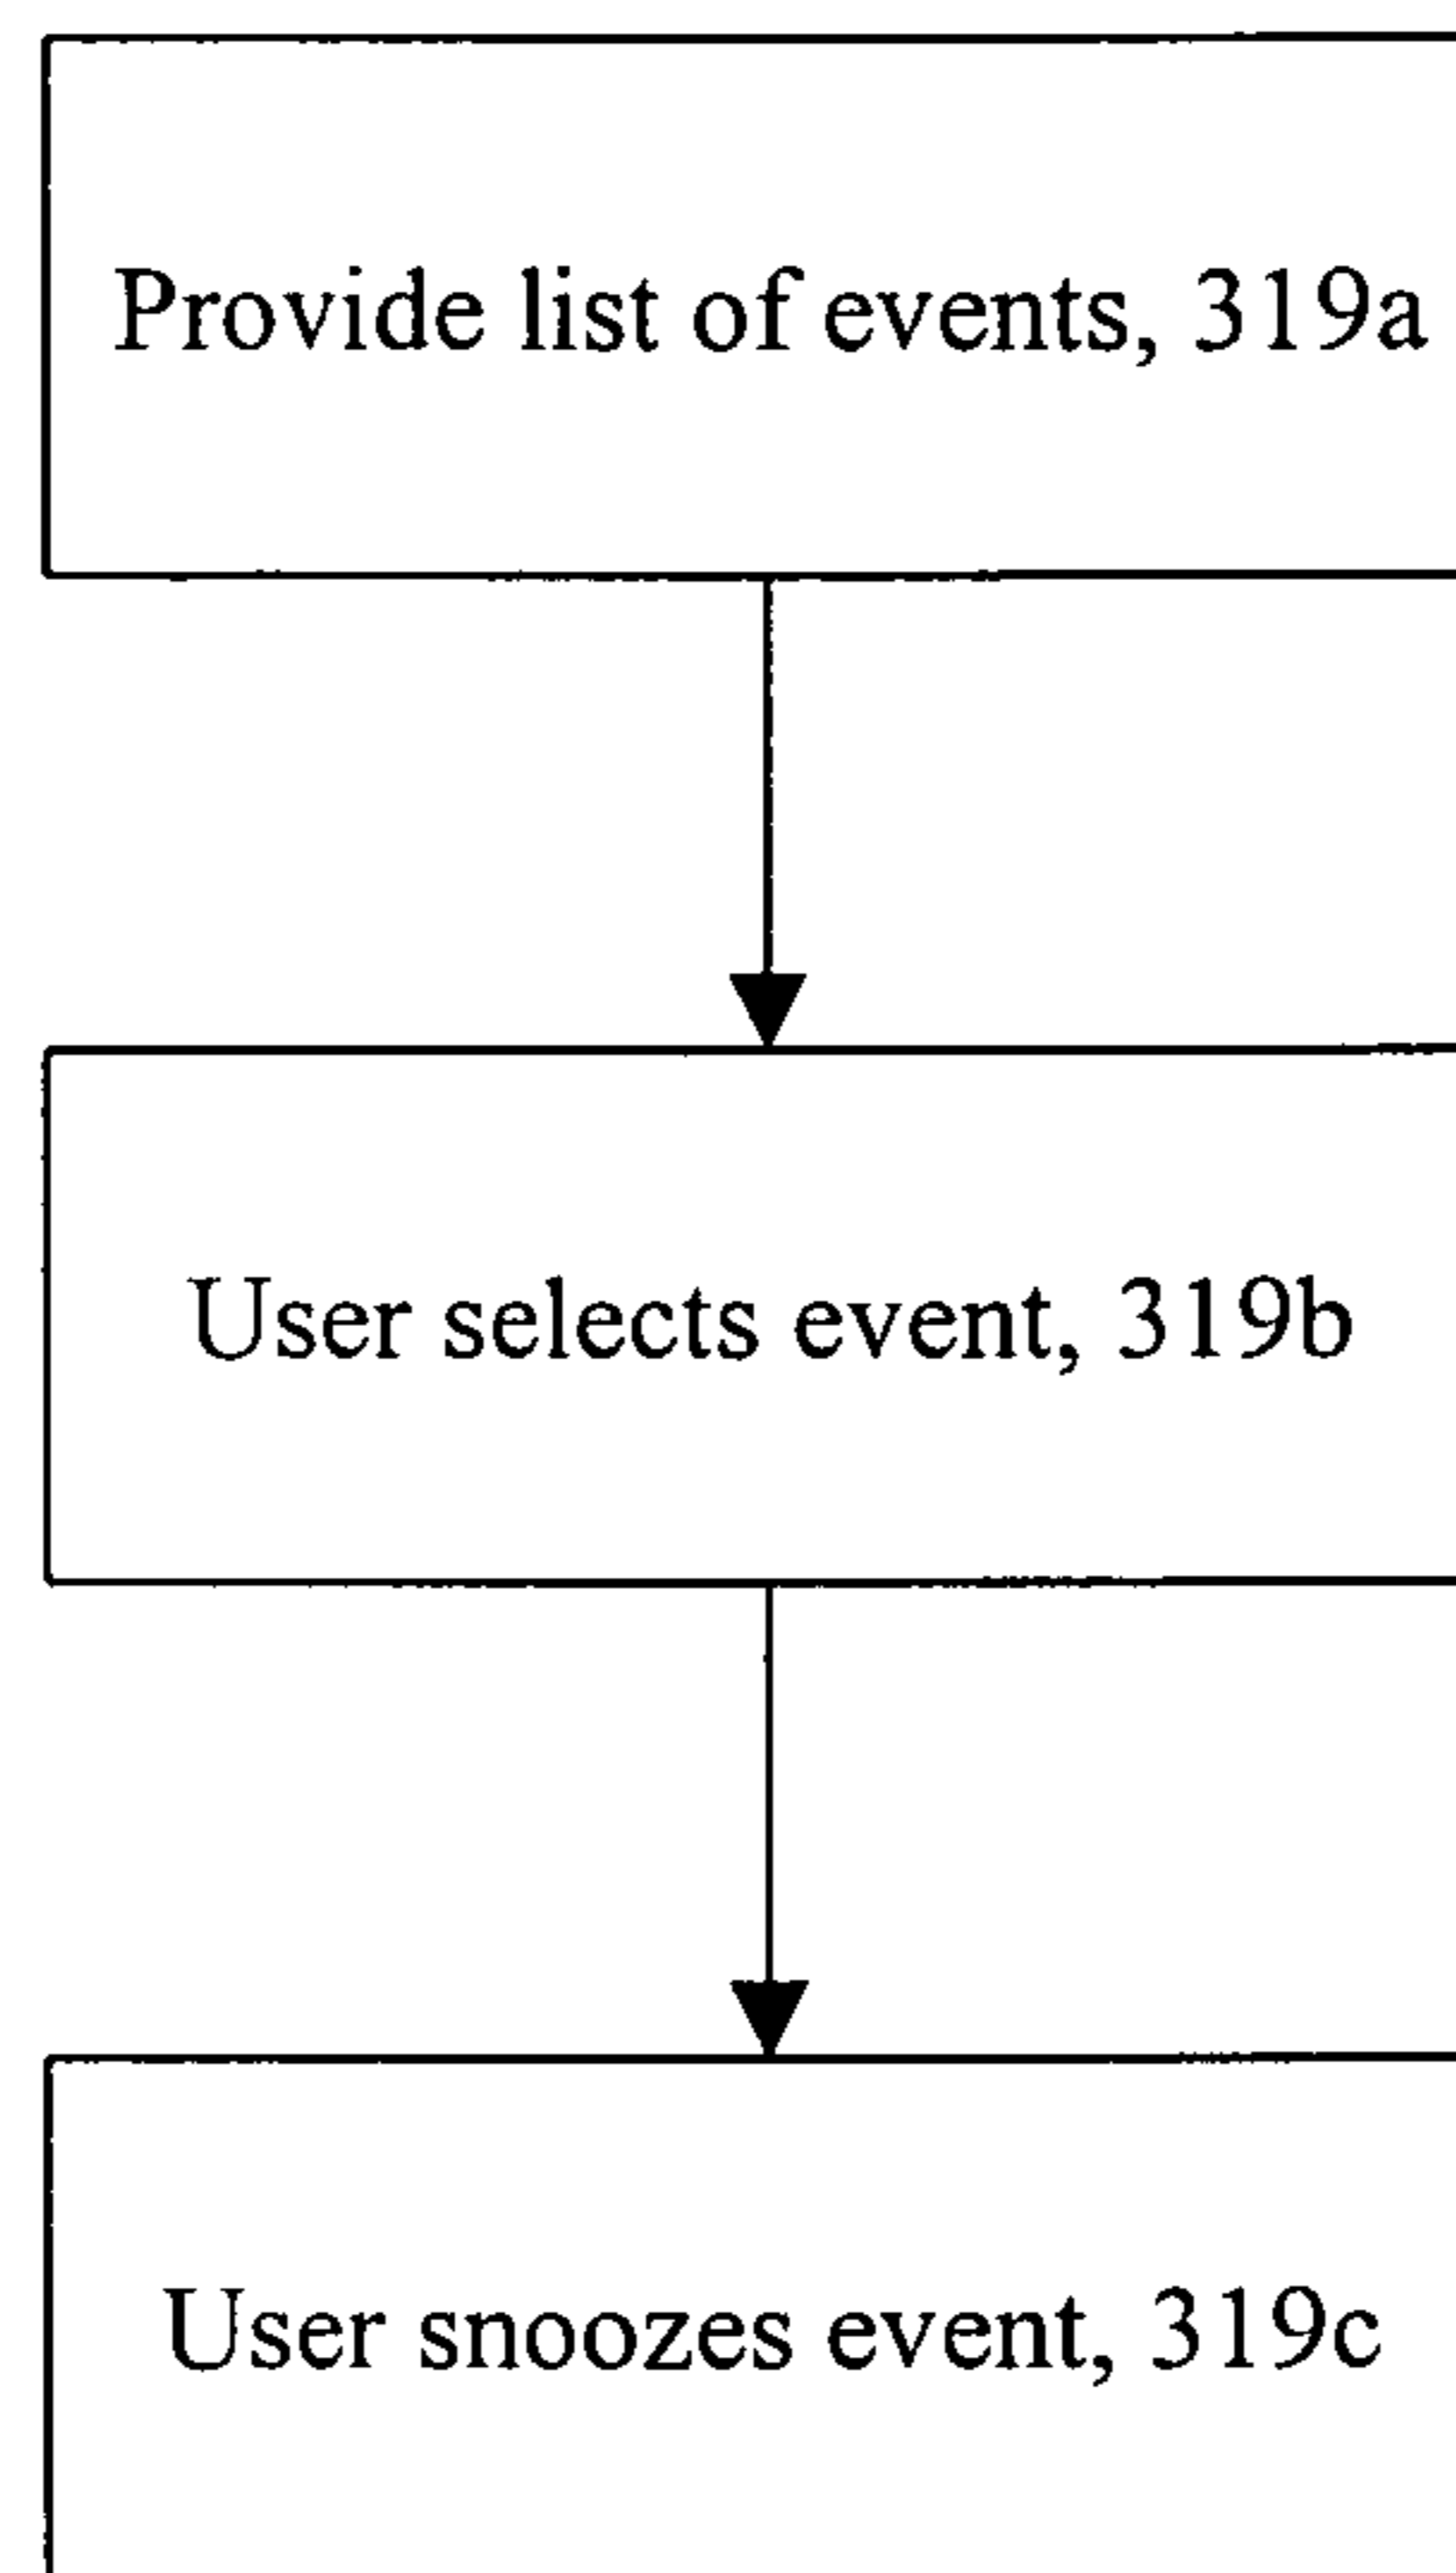 Provide list of events, 319a
User selects event, 319b
User snoozes event, 319c